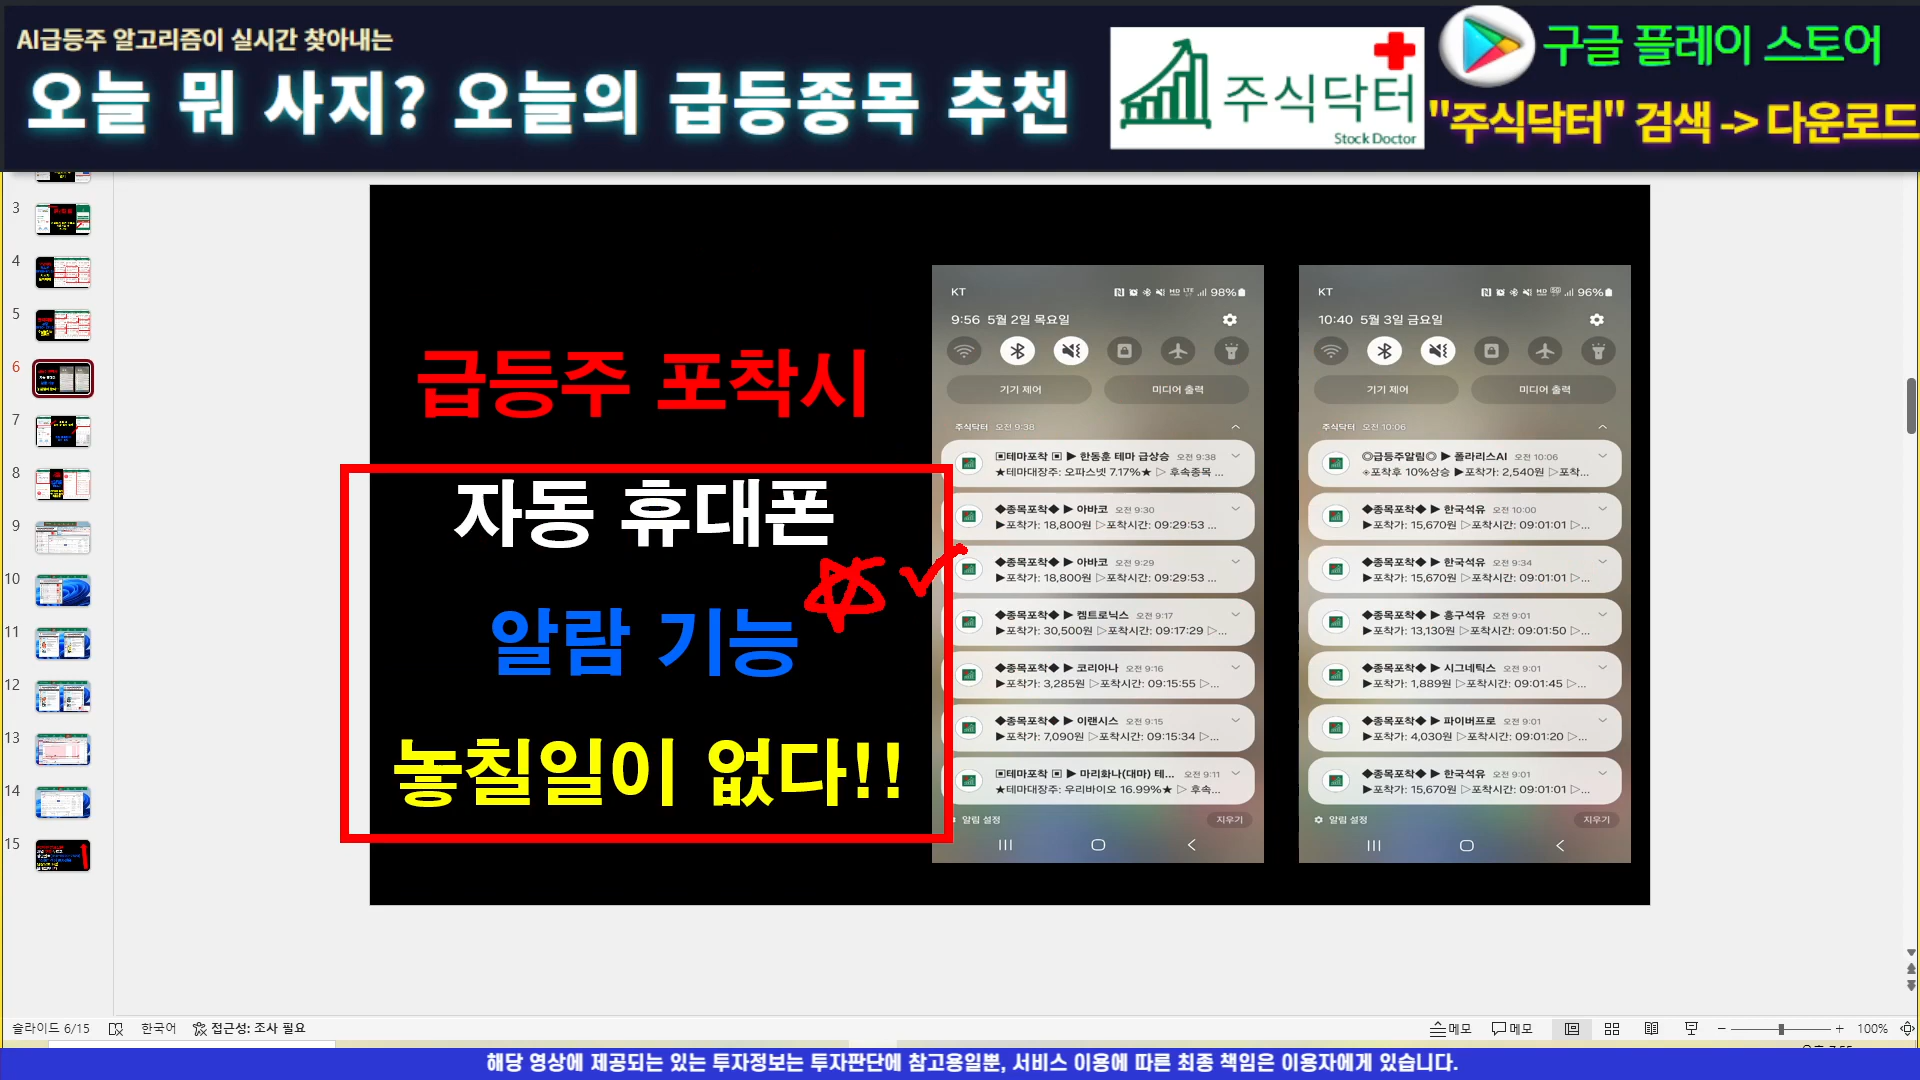 AI급등주 알고리즘이 실시간 찾아내는
오늘 뭐 사지? 오늘의 급등종목 추천
주식닥터
Stock Doctor
구글 플레이 스토어
"주식닥터" 검색 -> 다운로드
3
4
5
6
7
8
9
10
11
12
13
14
15
급등주 포착시
자동 휴대폰
알람 기능
놓칠일이 없다!!
KT
98%
9:56 5월 2일 목요일
기기 제어
미디어 출력
주식닥터 오전 9:38
▣테마포착 ▣ ▶ 한동훈 테마 급상승 오전 9:38
★테마대장주: 오파스넷 7.17%★ ▷ 후속종목 ...
◆종목포착◆ ▶ 아바코 오전 9:30
▶포착가: 18,800원 ▷포착시간: 09:29:53 ...
◆종목포착◆ ▶ 아바코 오전 9:29
▶포착가: 18,800원 ▷포착시간: 09:29:53 ...
◆종목포착◆ ▶ 켐트로닉스 오전 9:17
▶포착가: 30,500원 ▷포착시간: 09:17:29 ▷...
◆종목포착◆ ▶ 코리아나 오전 9:16
▶포착가: 3,285원 ▷포착시간: 09:15:55 ▷...
◆종목포착◆ ▶ 이랜시스 오전 9:15
▶포착가: 7,090원 ▷포착시간: 09:15:34 ▷...
▣테마포착 ▣ ▶ 마리화나(대마) 테... 오전 9:11
★테마대장주: 우리바이오 16.99%★ ▷ 후속...
알림 설정
지우기
KT
96%
10:40 5월 3일 금요일
기기 제어
미디어 출력
주식닥터 오전 10:06
◎급등주알림◎ ▶ 폴라리스AI 오전 10:06
※포착후 10%상승 ▶포착가: 2,540원 ▷포착...
◆종목포착◆ ▶ 한국석유 오전 10:00
▶포착가: 15,670원 ▷포착시간: 09:01:01 ▷...
◆종목포착◆ ▶ 한국석유 오전 9:34
▶포착가: 15,670원 ▷포착시간: 09:01:01 ▷...
◆종목포착◆ ▶ 흥구석유 오전 9:01
▶포착가: 13,130원 ▷포착시간: 09:01:50 ▷...
◆종목포착◆ ▶ 시그네틱스 오전 9:01
▶포착가: 1,889원 ▷포착시간: 09:01:45 ▷...
◆종목포착◆ ▶ 파이버프로 오전 9:01
▶포착가: 4,030원 ▷포착시간: 09:01:20 ▷...
◆종목포착◆ ▶ 한국석유 오전 9:01
▶포착가: 15,670원 ▷포착시간: 09:01:01 ▷...
알림 설정
지우기
슬라이드 6/15 한국어 접근성: 조사 필요
메모 메모 100%
해당 영상에 제공되는 있는 투자정보는 투자판단에 참고용일뿐, 서비스 이용에 따른 최종 책임은 이용자에게 있습니다.